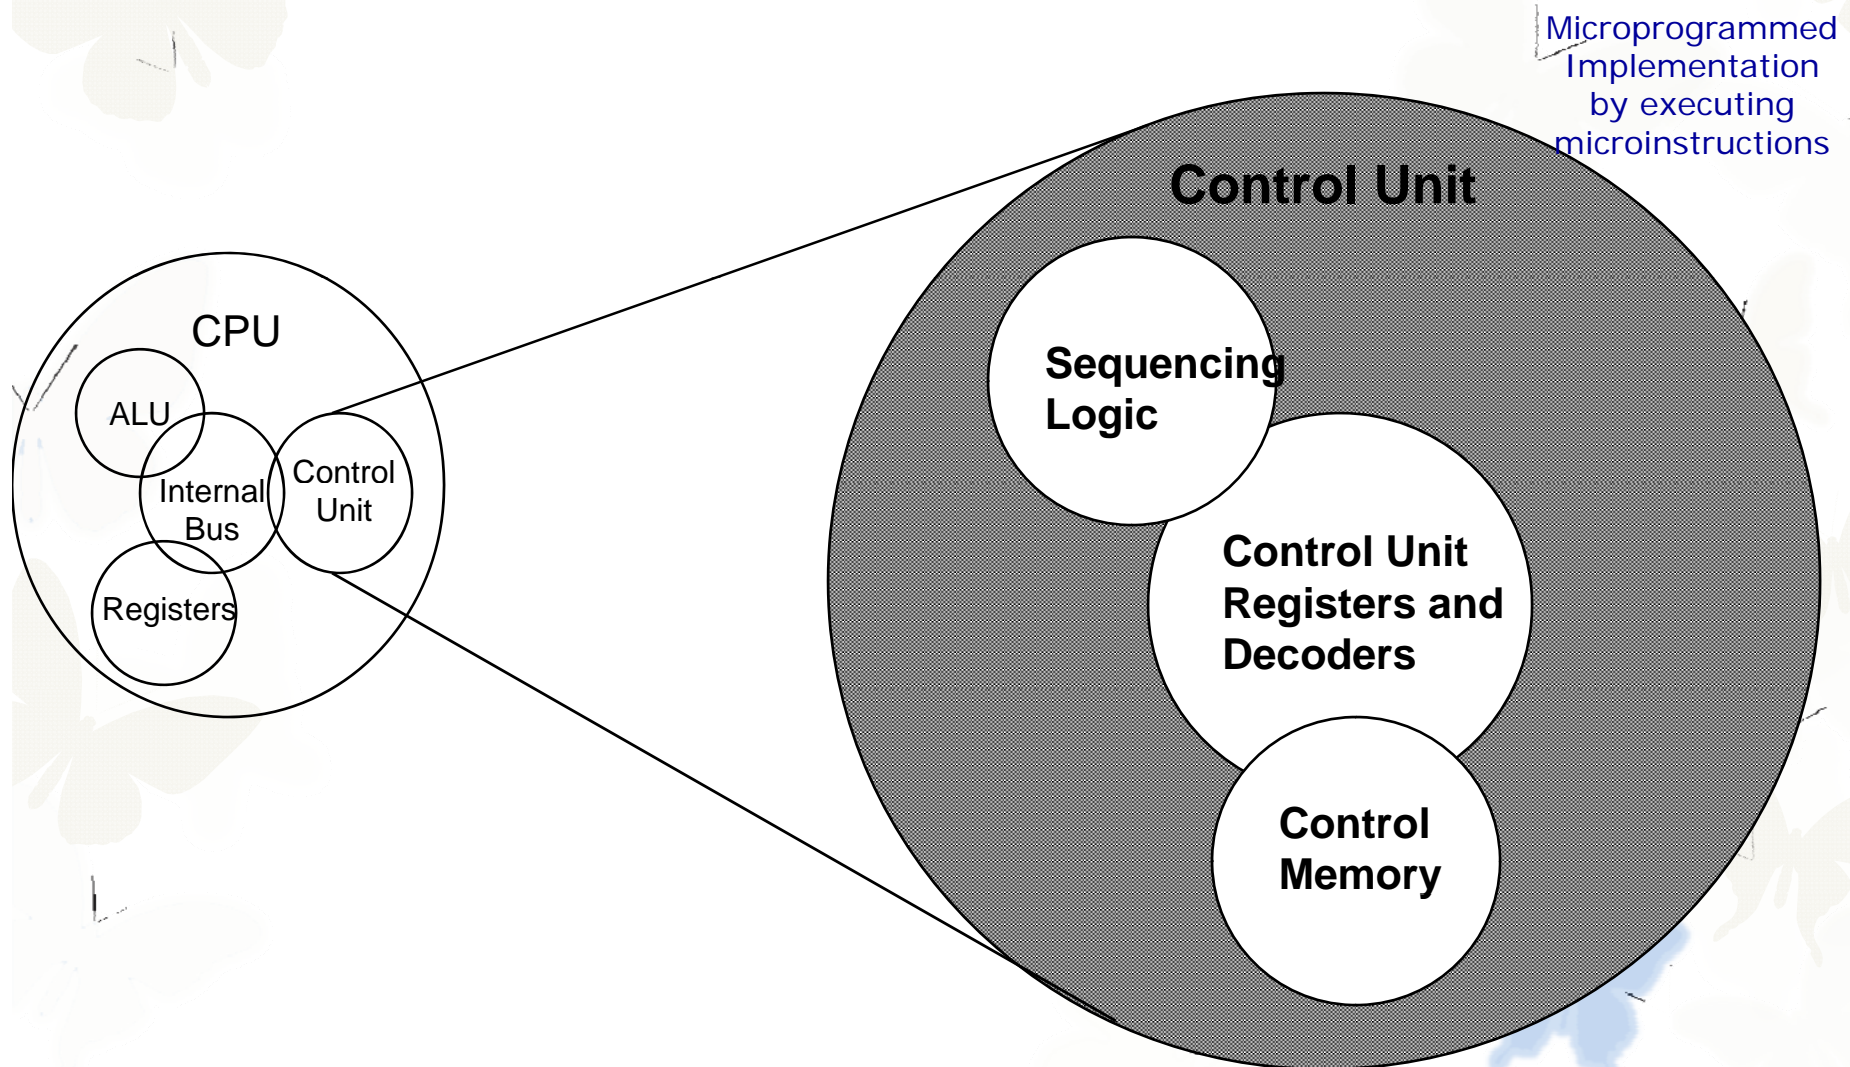 Microprogrammed
Implementation
by executing
microinstructions
Control Unit
CPU
ALU
Internal
Bus
Control
Unit
Registers
Sequencing
Logic
Control Unit
Registers and
Decoders
Control
Memory